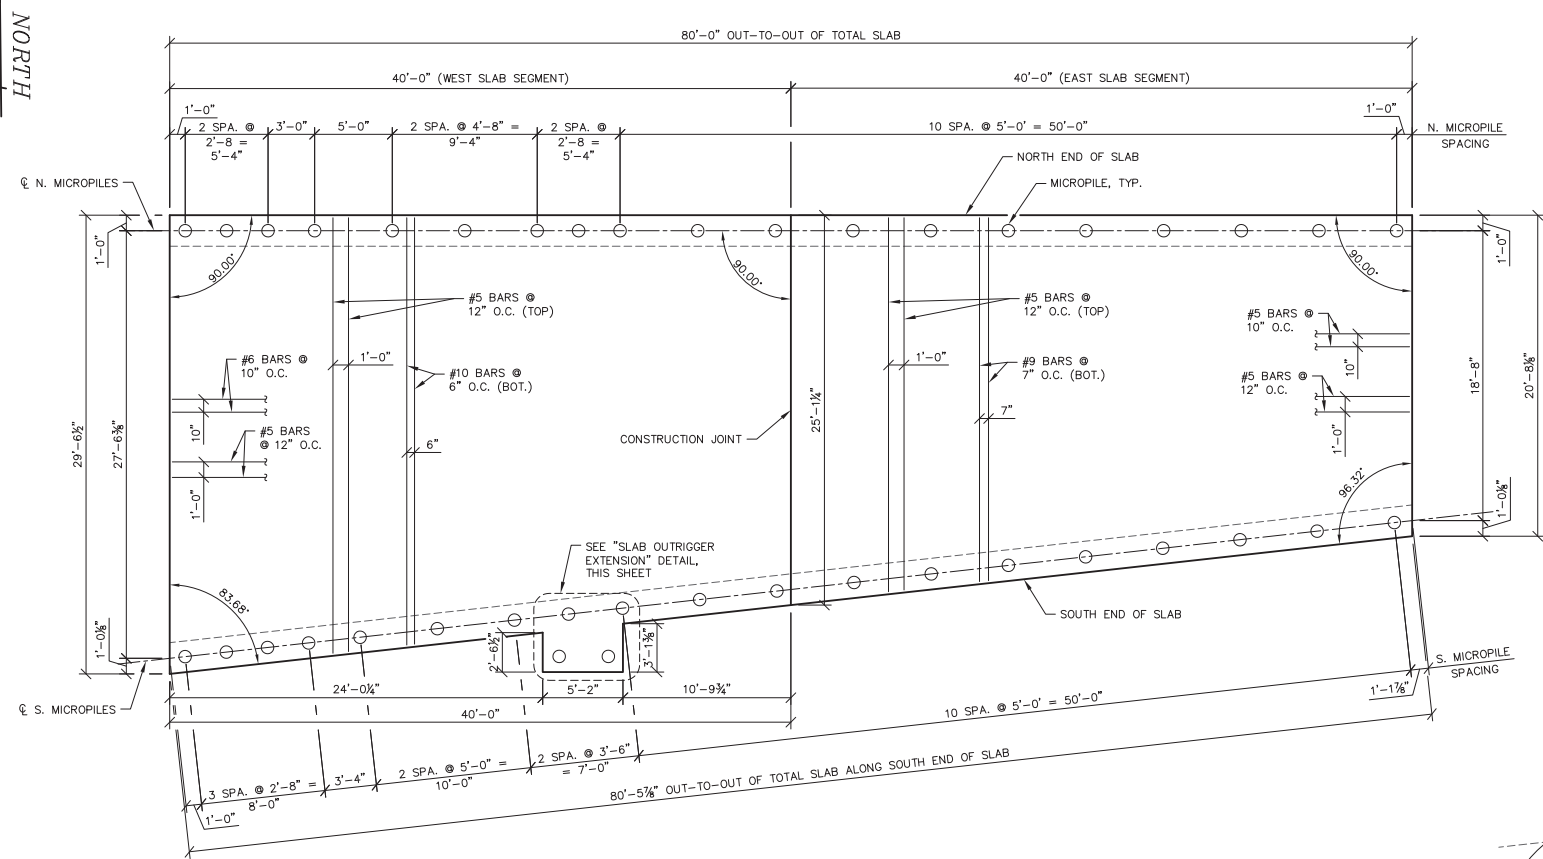 NORTH
80'-0" OUT-TO-OUT OF TOTAL SLAB
40'-0" (WEST SLAB SEGMENT)
40'-0" (EAST SLAB SEGMENT)
1'-0"
2 SPA. @
2'-8 =
5'-4"
3'-0"
5'-0"
2 SPA. @ 4'-8" =
9'-4"
2 SPA. @
2'-8 =
5'-4"
10 SPA. @ 5'-0' = 50'-0"
1'-0"
N. MICROPILE
SPACING
NORTH END OF SLAB
MICROPILE, TYP.
℄ N. MICROPILES
1'-0"
90.00°
90.00°
90.00°
1'-0"
#5 BARS @
12" O.C. (TOP)
#5 BARS @
12" O.C. (TOP)
#5 BARS @
10" O.C.
#6 BARS @
10" O.C.
1'-0"
#10 BARS @
6" O.C. (BOT.)
1'-0"
#9 BARS @
7" O.C. (BOT.)
10"
#5 BARS @
12" O.C.
18'-8"
20'-8⅛"
29'-6½"
27'-6⅜"
10"
#5 BARS
@ 12" O.C.
6"
CONSTRUCTION JOINT
25'-1¼"
7"
1'-0"
1'-0"
96.32°
1'-0⅛"
SEE "SLAB OUTRIGGER
EXTENSION" DETAIL,
THIS SHEET
83.68°
SOUTH END OF SLAB
1'-0⅛"
2'-6½"
3'-1⅜"
S. MICROPILE
SPACING
24'-0¼"
5'-2"
10'-9¾"
1'-1⅞"
℄ S. MICROPILES
40'-0"
10 SPA. @ 5'-0' = 50'-0"
3 SPA. @ 2'-8" =
8'-0"
3'-4"
2 SPA. @ 5'-0" =
10'-0"
2 SPA. @ 3'-6"
= 7'-0"
1'-0"
80'-5⅞" OUT-TO-OUT OF TOTAL SLAB ALONG SOUTH END OF SLAB